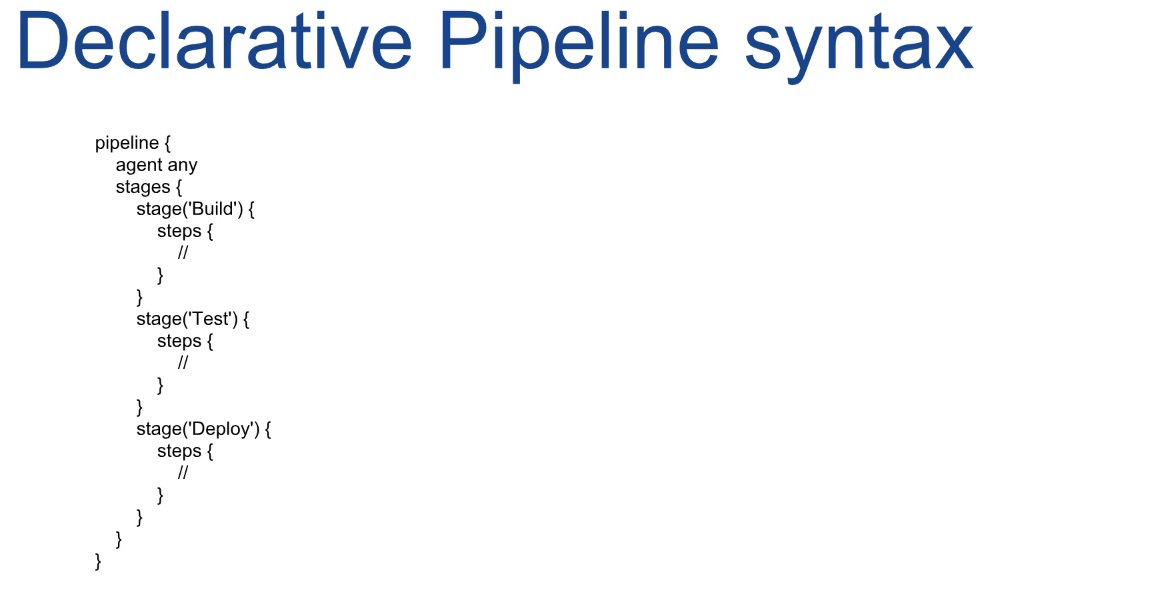 Declarative Pipeline syntax
pipeline {
agent any
stages {
stage('Build') {
steps {
//
}
}
stage('Test') {
steps {
//
}
}
stage('Deploy') {
steps {
//
}
}
}
}